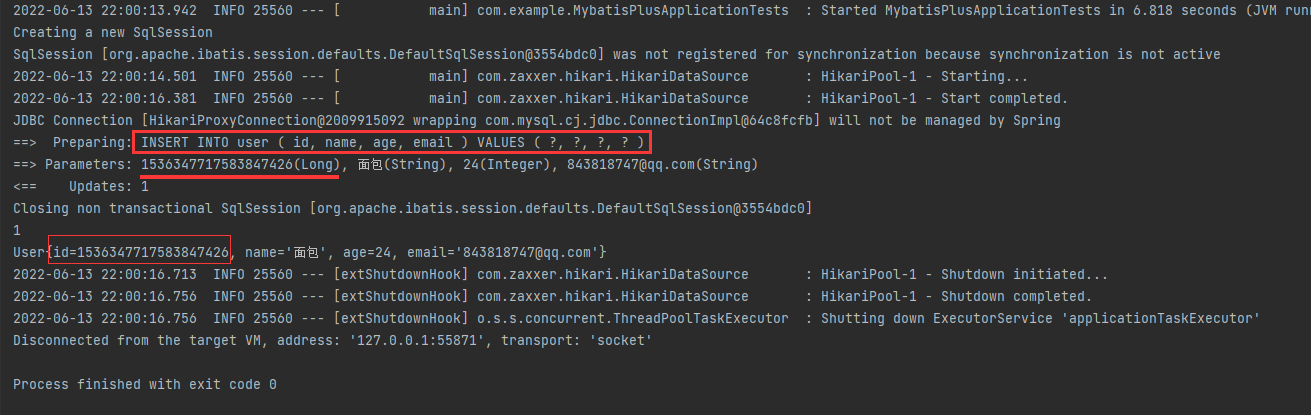 2022-06-13 22:00:13.942  INFO 25560 --- [           main] com.example.MybatisPlusApplicationTests  : Started MybatisPlusApplicationTests in 6.818 seconds (JVM runn
Creating a new SqlSession
SqlSession [org.apache.ibatis.session.defaults.DefaultSqlSession@3554bdc0] was not registered for synchronization because synchronization is not active
2022-06-13 22:00:14.501  INFO 25560 --- [           main] com.zaxxer.hikari.HikariDataSource       : HikariPool-1 - Starting...
2022-06-13 22:00:16.381  INFO 25560 --- [           main] com.zaxxer.hikari.HikariDataSource       : HikariPool-1 - Start completed.
JDBC Connection [HikariProxyConnection@2009915092 wrapping com.mysql.cj.jdbc.ConnectionImpl@64c8fcfb] will not be managed by Spring
==>  Preparing: INSERT INTO user ( id, name, age, email ) VALUES ( ?, ?, ?, ? )
==> Parameters: 1536347717583847426(Long), 面包(String), 24(Integer), 843818747@qq.com(String)
<==    Updates: 1
Closing non transactional SqlSession [org.apache.ibatis.session.defaults.DefaultSqlSession@3554bdc0]
1
User{id=1536347717583847426, name='面包', age=24, email='843818747@qq.com'}
2022-06-13 22:00:16.713  INFO 25560 --- [extShutdownHook] com.zaxxer.hikari.HikariDataSource       : HikariPool-1 - Shutdown initiated...
2022-06-13 22:00:16.756  INFO 25560 --- [extShutdownHook] com.zaxxer.hikari.HikariDataSource       : HikariPool-1 - Shutdown completed.
2022-06-13 22:00:16.756  INFO 25560 --- [extShutdownHook] o.s.s.concurrent.ThreadPoolTaskExecutor  : Shutting down ExecutorService 'applicationTaskExecutor'
Disconnected from the target VM, address: '127.0.0.1:55871', transport: 'socket'
Process finished with exit code 0